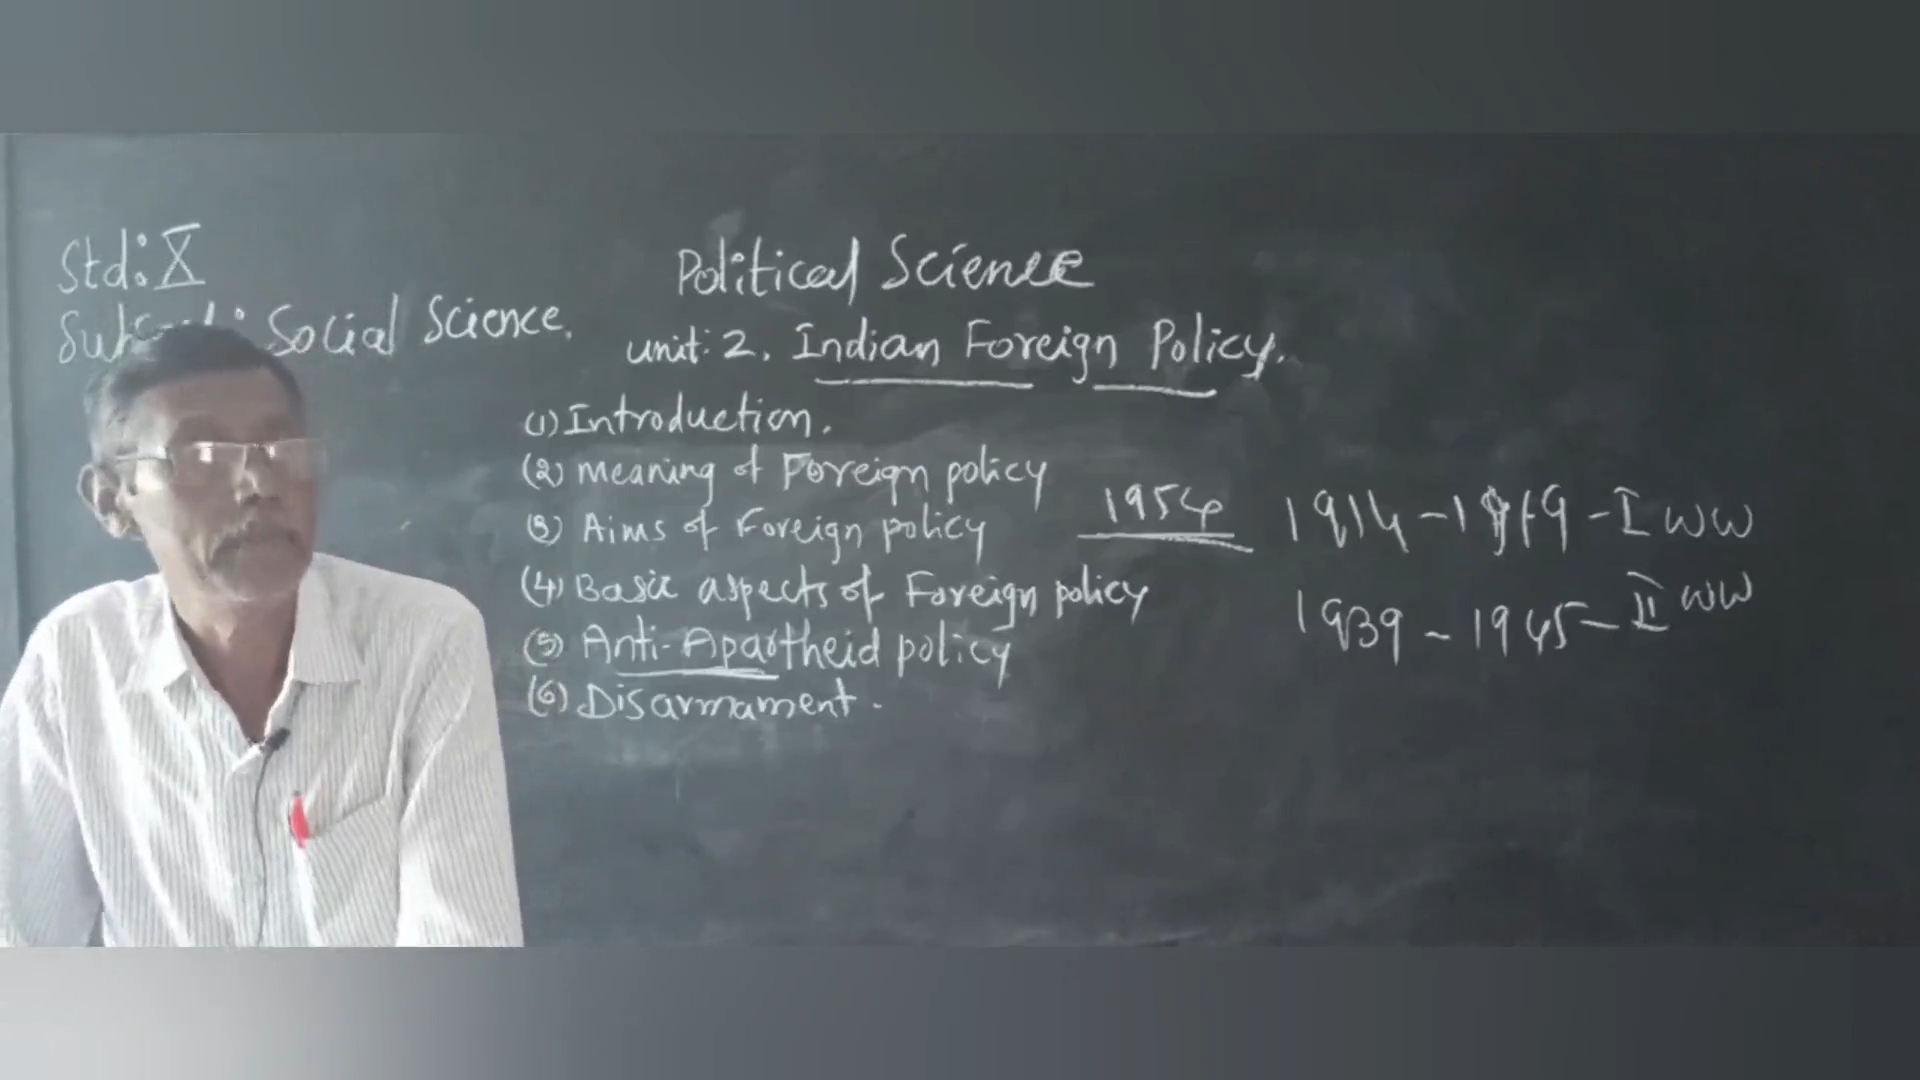 Std: X
Social Science.
Political Science
unit: 2. Indian Foreign Policy.
(1) Introduction.
(2) Meaning of Foreign policy
(3) Aims of Foreign policy
(4) Basic aspects of Foreign policy
(5) Anti-Apartheid policy
(6) Disarmament.
1954
1914 - 1919 - I WW
1939 - 1945 - II WW